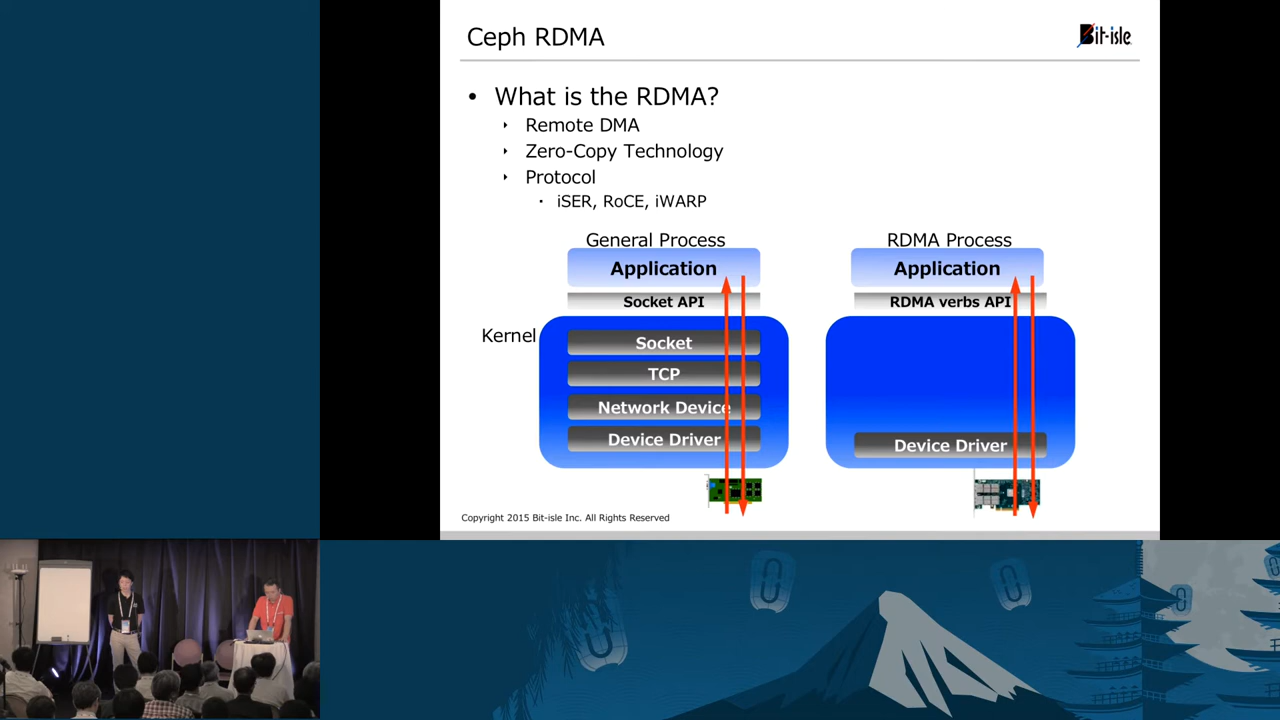 Ceph RDMA
Bit-isle
• What is the RDMA?
‣ Remote DMA
‣ Zero-Copy Technology
‣ Protocol
・ iSER, RoCE, iWARP
General Process
Application
Socket API
Kernel
Socket
TCP
Network Device
Device Driver
RDMA Process
Application
RDMA verbs API
Device Driver
Copyright 2015 Bit-isle Inc. All Rights Reserved